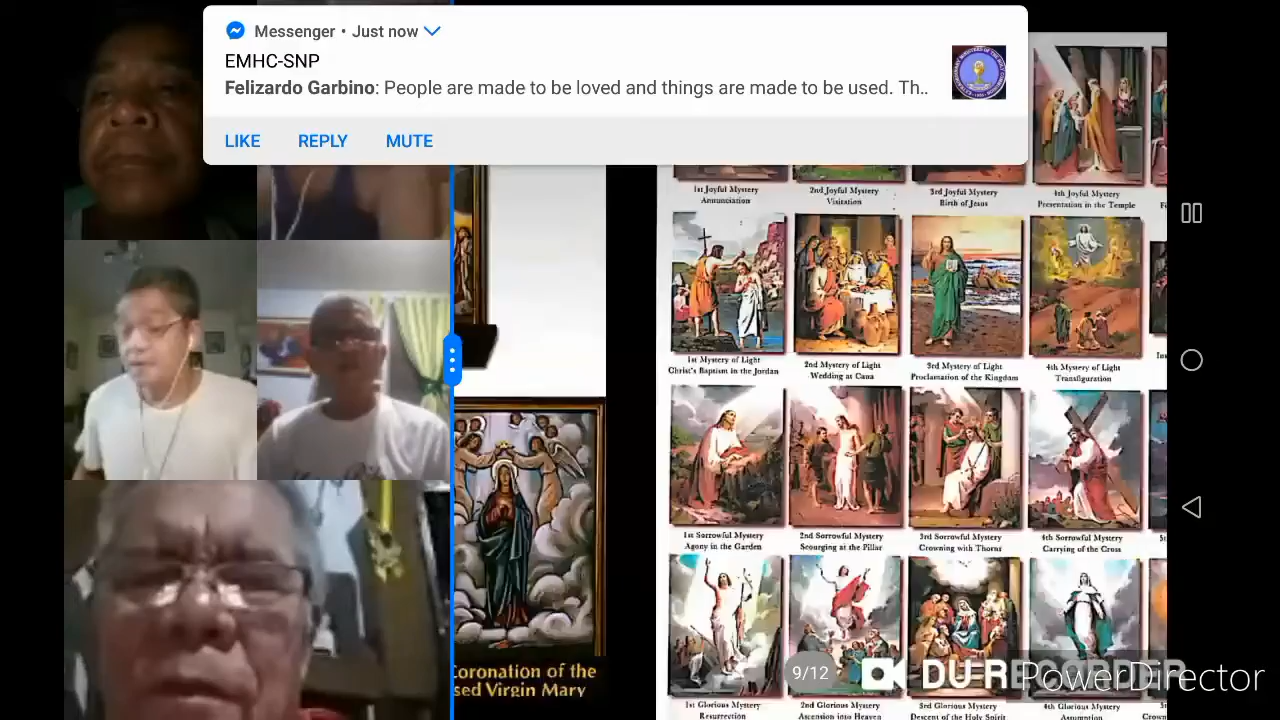 Messenger • Just now
EMHC-SNP
Felizardo Garbino: People are made to be loved and things are made to be used. Th..
LIKE REPLY MUTE
1st Joyful Mystery
Annunciation
2nd Joyful Mystery
Visitation
3rd Joyful Mystery
Birth of Jesus
4th Joyful Mystery
Presentation in the Temple
1st Mystery of Light
Christ's Baptism in the Jordan
2nd Mystery of Light
Wedding at Cana
3rd Mystery of Light
Proclamation of the Kingdom
4th Mystery of Light
Transfiguration
1st Sorrowful Mystery
Agony in the Garden
2nd Sorrowful Mystery
Scourging at the Pillar
3rd Sorrowful Mystery
Crowning with Thorns
4th Sorrowful Mystery
Carrying of the Cross
Coronation of the
sed Virgin Mary
9/12
DU RECORDER
PowerDirector
1st Glorious Mystery
Resurrection
2nd Glorious Mystery
Ascension into Heaven
3rd Glorious Mystery
Descent of the Holy Spirit
4th Glorious Mystery
Assumption